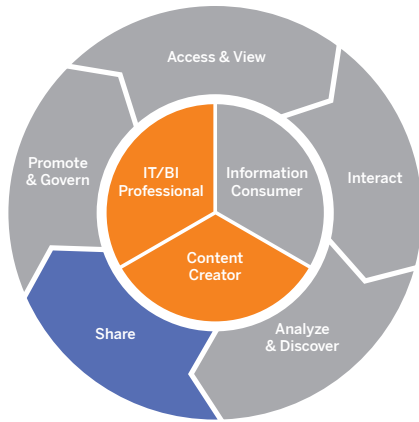 Access & View
Promote
& Govern
IT/BI
Professional
Information
Consumer
Interact
Content
Creator
Share
Analyze
& Discover